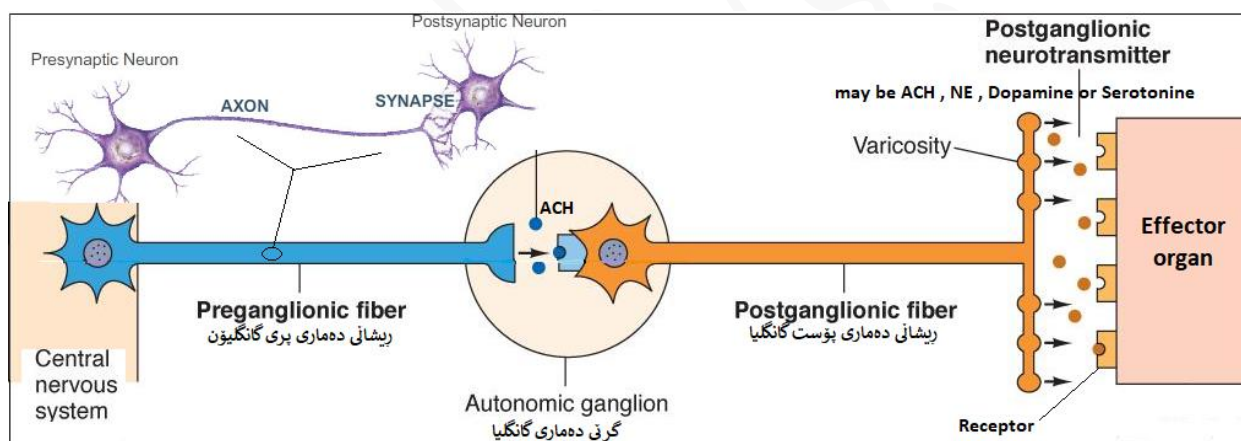 Postsynaptic Neuron
Presynaptic Neuron
AXON
SYNAPSE
Postganglionic
neurotransmitter
may be ACH , NE , Dopamine or Serotonine
Varicosity
ACH
Effector
organ
Preganglionic fiber
ڕیشاڵی دەماری پری گانگلیۆن
Postganglionic fiber
ڕیشاڵی دەماری پۆست گانگلیا
Central
nervous
system
Autonomic ganglion
گرێی دەماری گانگلیا
Receptor